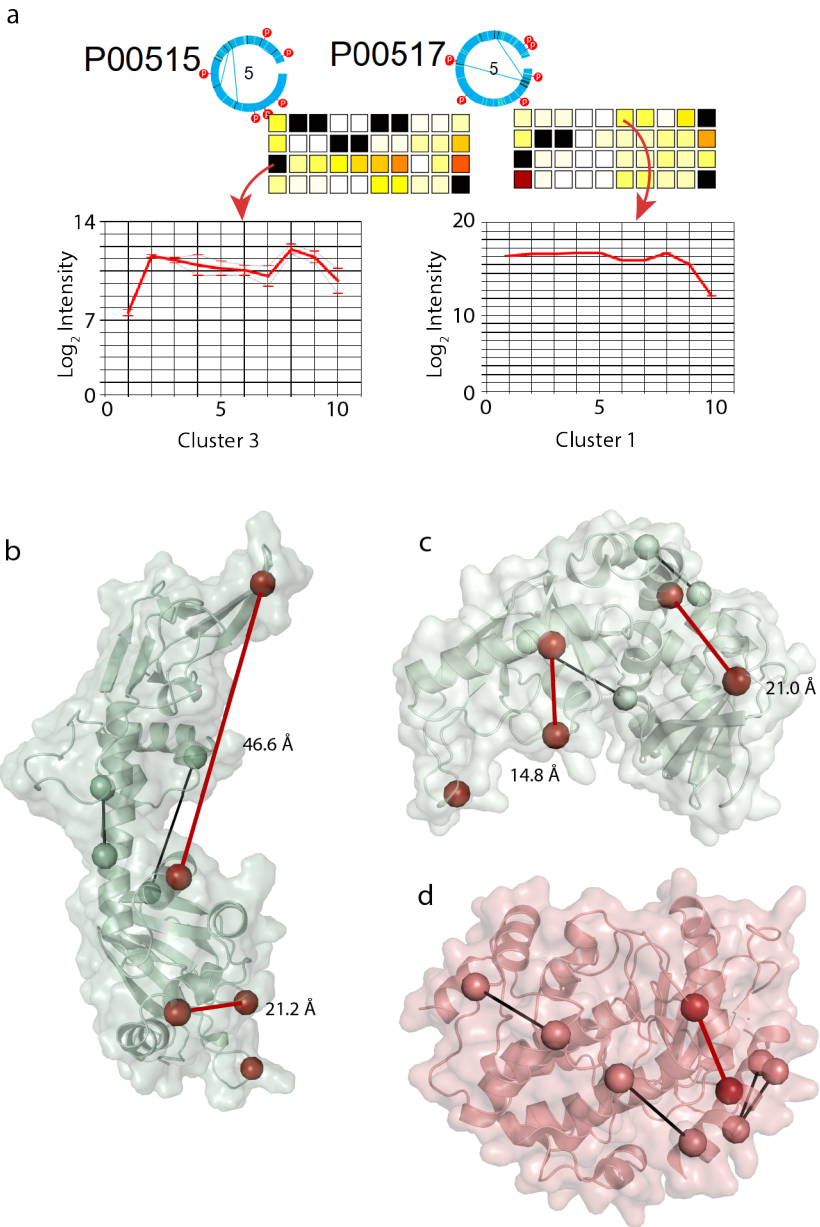 a
P00515
5
P P P P P P
P00517
5
P P P P P P
14
7
0
Log2 Intensity
0 5 10
Cluster 3
20
10
0
Log2 Intensity
0 5 10
Cluster 1
b
46.6 Å
21.2 Å
c
21.0 Å
14.8 Å
d